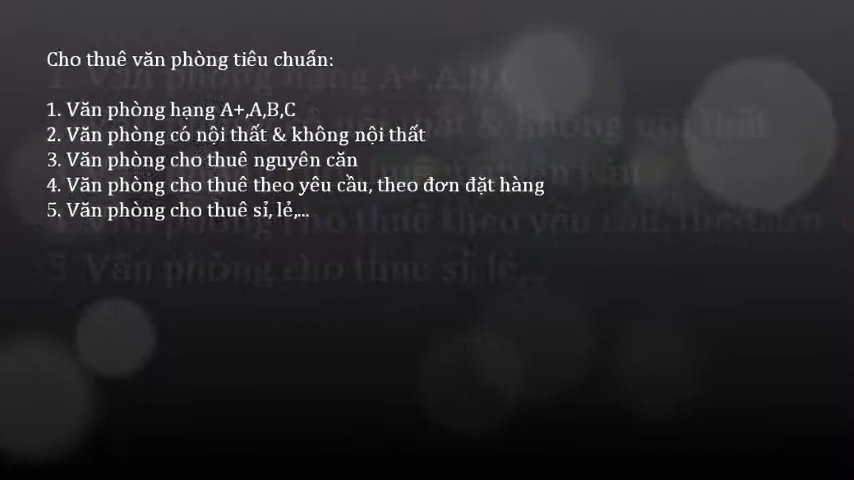 Cho thuê văn phòng tiêu chuẩn:
1. Văn phòng hạng A+,A,B,C
2. Văn phòng có nội thất & không nội thất
3. Văn phòng cho thuê nguyên căn
4. Văn phòng cho thuê theo yêu cầu, theo đơn đặt hàng
5. Văn phòng cho thuê sỉ, lẻ,...